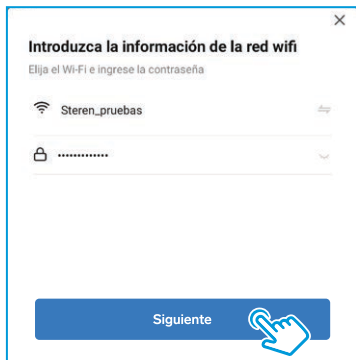 Introduzca la información de la red wifi
Elija el Wi-Fi e ingrese la contraseña
Steren_pruebas
•••••••••••••
Siguiente